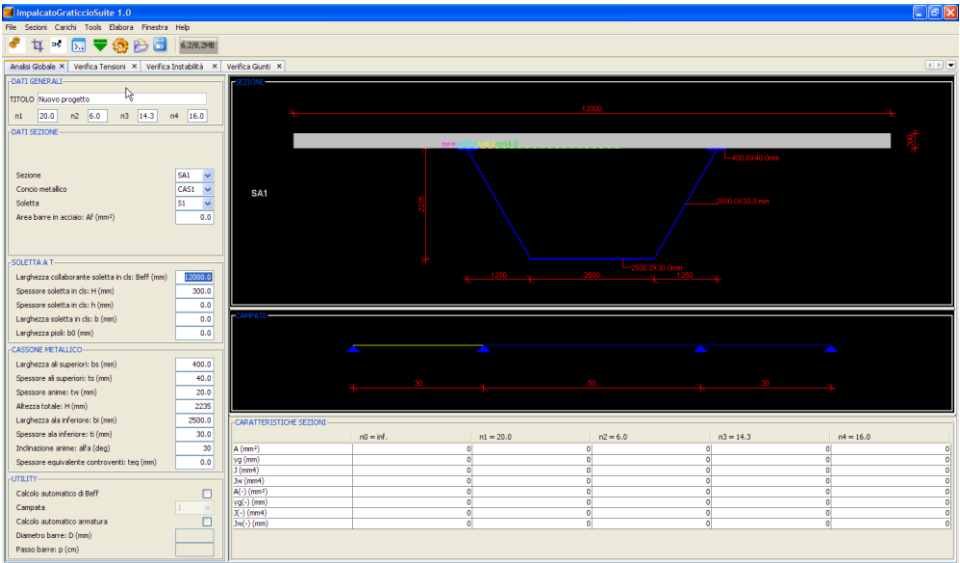 ImpalcatoGraticcioSuite 1.0
File Sezioni Carichi Tools Elabora Finestra Help
6,2/8,2MB
Analisi Globale × Verifica Tensioni × Verifica Instabilità × Verifica Giunti ×
DATI GENERALI
TITOLO Nuovo progetto
n1 20.0 n2 6.0 n3 14.3 n4 16.0
DATI SEZIONE
Sezione SA1
Concio metallico CAS1
Soletta S1
Area barre in acciaio: Af (mm²) 0.0
SOLETTA A T
Larghezza collaborante soletta in cls: Beff (mm) 12000.0
Spessore soletta in cls: H (mm) 300.0
Spessore soletta in cls: h (mm) 0.0
Larghezza soletta in cls: b (mm) 0.0
Larghezza pioli: b0 (mm) 0.0
CASSONE METALLICO
Larghezza ali superiori: bs (mm) 400.0
Spessore ali superiori: ts (mm) 40.0
Spessore anime: tw (mm) 20.0
Altezza totale: H (mm) 2235
Larghezza ala inferiore: bi (mm) 2500.0
Spessore ala inferiore: ti (mm) 30.0
Inclinazione anime: alfa (deg) 30
Spessore equivalente controventi: teq (mm) 0.0
UTILITY
Calcolo automatico di Beff
Campata 1
Calcolo automatico armatura
Diametro barre: D (mm)
Passo barre: p (cm)
SEZIONE
12000
300
400.0X40.0mm
SA1
2235
2500.0X20.0 mm
2500.0X30.0mm
1250 2500 1250
CAMPATE
30 50 30
CARATTERISTICHE SEZIONI
n0 = inf. n1 = 20.0 n2 = 6.0 n3 = 14.3 n4 = 16.0
A (mm²) 0 0 0 0 0
yg (mm) 0 0 0 0 0
J (mm4) 0 0 0 0 0
Jw (mm4) 0 0 0 0 0
A(-) (mm²) 0 0 0 0 0
yg(-) (mm) 0 0 0 0 0
J(-) (mm4) 0 0 0 0 0
Jw(-) (mm) 0 0 0 0 0